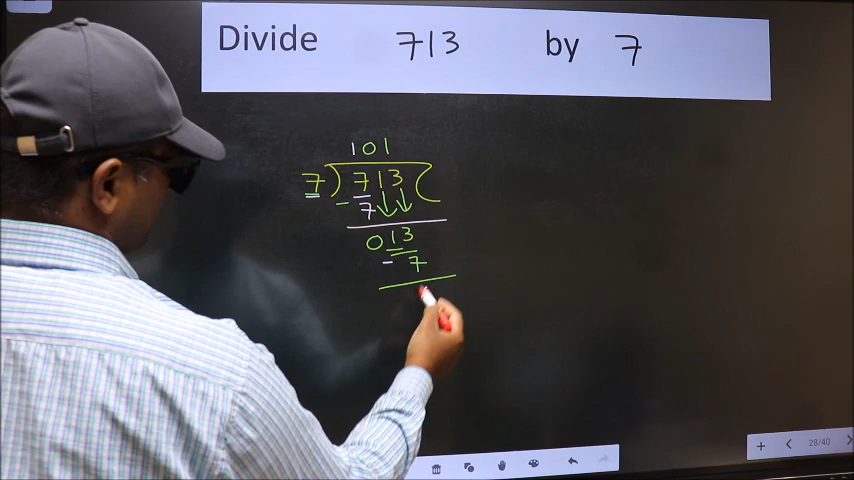 Divide 713 by 7
101
7 ) 713 (
- 7
013
- 7
+ < 28/40 >